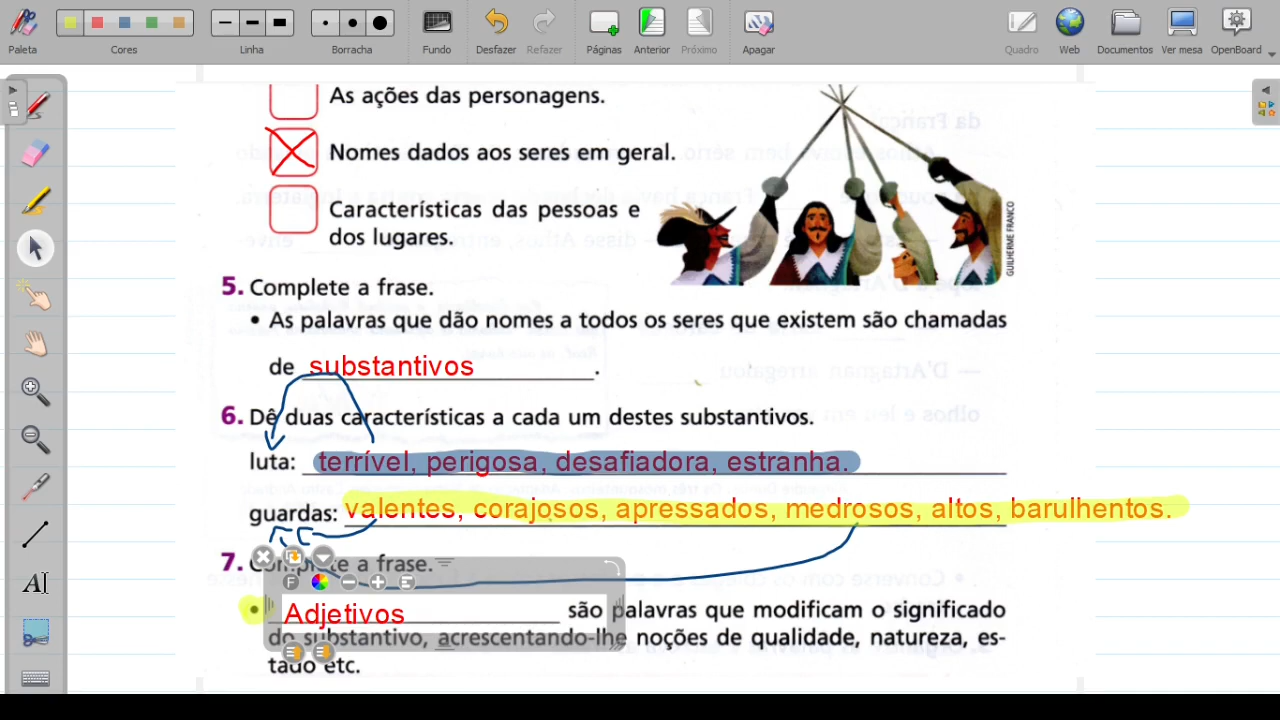 Paleta Cores Linha Borracha Fundo Desfazer Refazer Páginas Anterior Próximo Apagar Quadro Web Documentos Ver mesa OpenBoard
As ações das personagens.
Nomes dados aos seres em geral.
Características das pessoas e
dos lugares.
GUILHERME FRANCO
5. Complete a frase.
• As palavras que dão nomes a todos os seres que existem são chamadas
de substantivos.
6. Dê duas características a cada um destes substantivos.
luta: terrível, perigosa, desafiadora, estranha.
guardas: valentes, corajosos, apressados, medrosos, altos, barulhentos.
7. Complete a frase.
• Adjetivos são palavras que modificam o significado
do substantivo, acrescentando-lhe noções de qualidade, natureza, es-
tado etc.